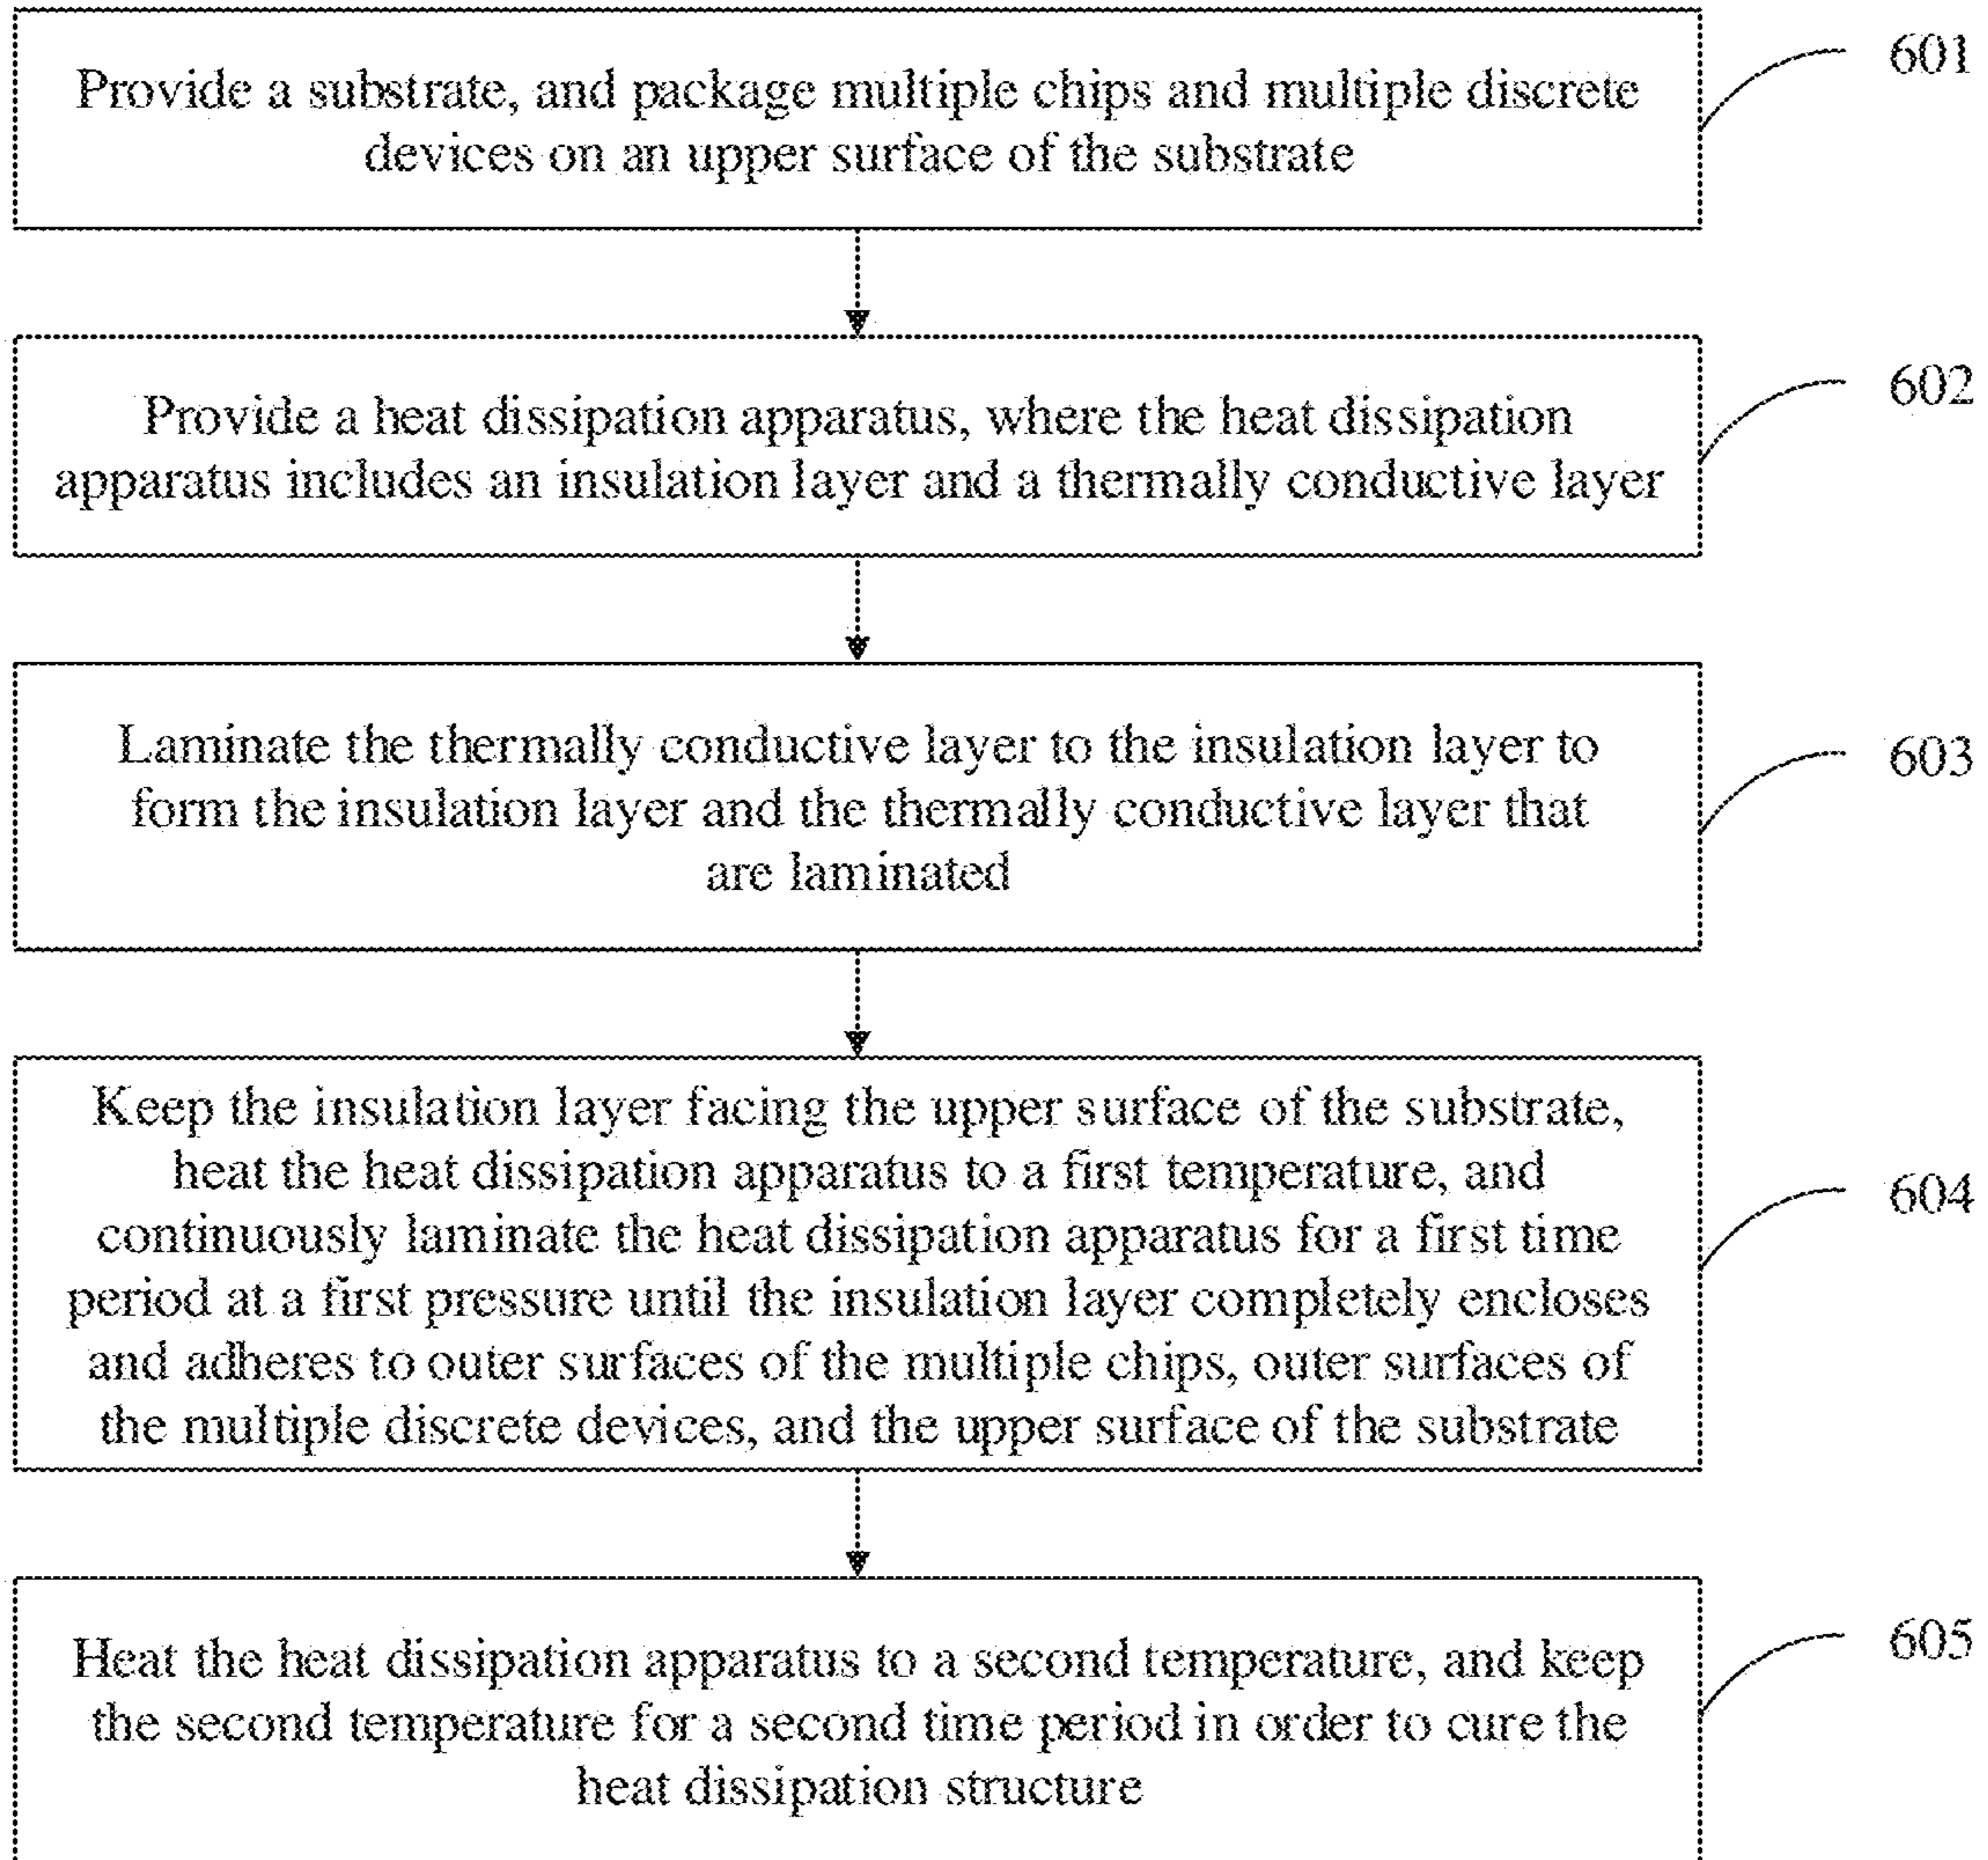 Provide a substrate, and package multiple chips and multiple discrete
devices on an upper surface of the substrate
601
Provide a heat dissipation apparatus, where the heat dissipation
apparatus includes an insulation layer and a thermally conductive layer
602
Laminate the thermally conductive layer to the insulation layer to
form the insulation layer and the thermally conductive layer that
are laminated
603
Keep the insulation layer facing the upper surface of the substrate,
heat the heat dissipation apparatus to a first temperature, and
continuously laminate the heat dissipation apparatus for a first time
period at a first pressure until the insulation layer completely encloses
and adheres to outer surfaces of the multiple chips, outer surfaces of
the multiple discrete devices, and the upper surface of the substrate
604
Heat the heat dissipation apparatus to a second temperature, and keep
the second temperature for a second time period in order to cure the
heat dissipation structure
605